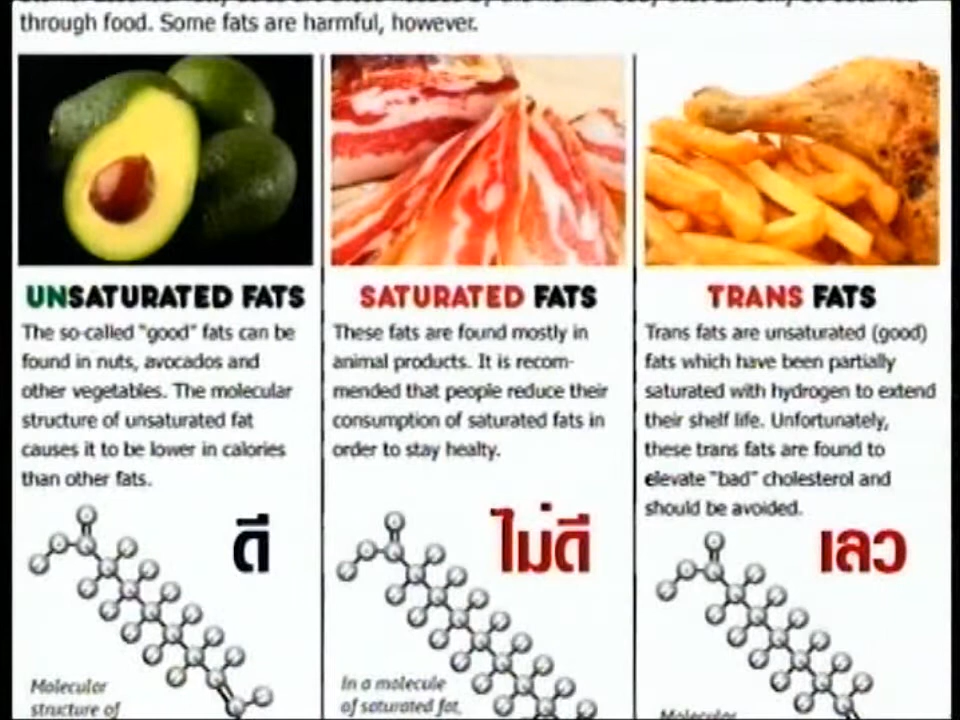 through food. Some fats are harmful, however.
UNSATURATED FATS
The so-called "good" fats can be
found in nuts, avocados and
other vegetables. The molecular
structure of unsaturated fat
causes it to be lower in calories
than other fats.
ดี
Molecular
structure of
SATURATED FATS
These fats are found mostly in
animal products. It is recom-
mended that people reduce their
consumption of saturated fats in
order to stay healty.
ไม่ดี
In a molecule
of saturated fat,
TRANS FATS
Trans fats are unsaturated (good)
fats which have been partially
saturated with hydrogen to extend
their shelf life. Unfortunately,
these trans fats are found to
elevate "bad" cholesterol and
should be avoided.
เลว
Molecular